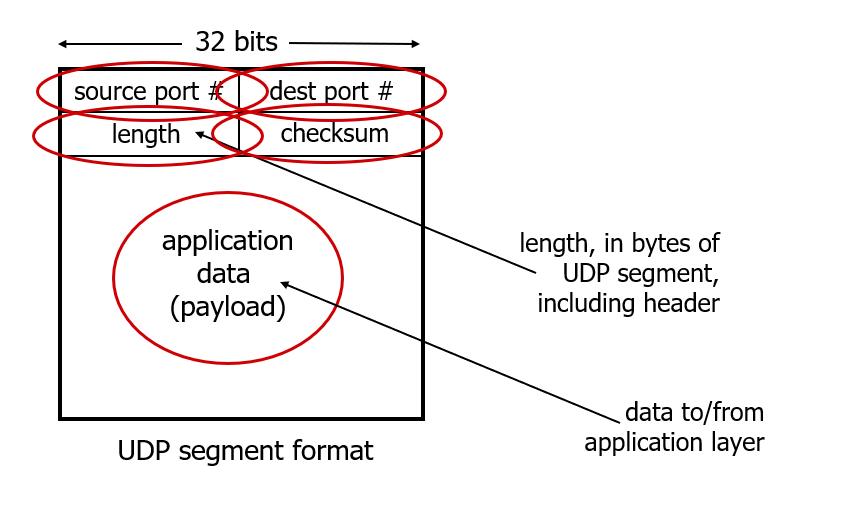 32 bits
source port # dest port #
length checksum
application
data
(payload)
length, in bytes of
UDP segment,
including header
data to/from
application layer
UDP segment format